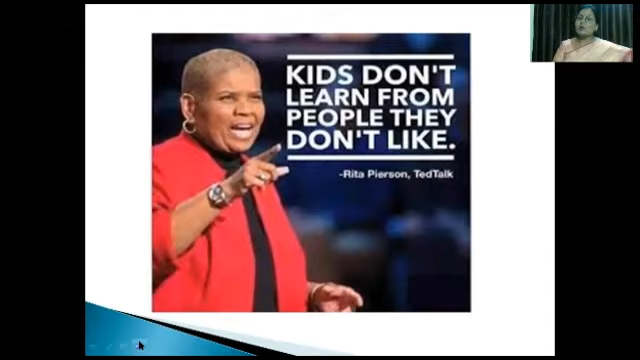 KIDS DON'T
LEARN FROM
PEOPLE THEY
DON'T LIKE.
-Rita Pierson, TedTalk